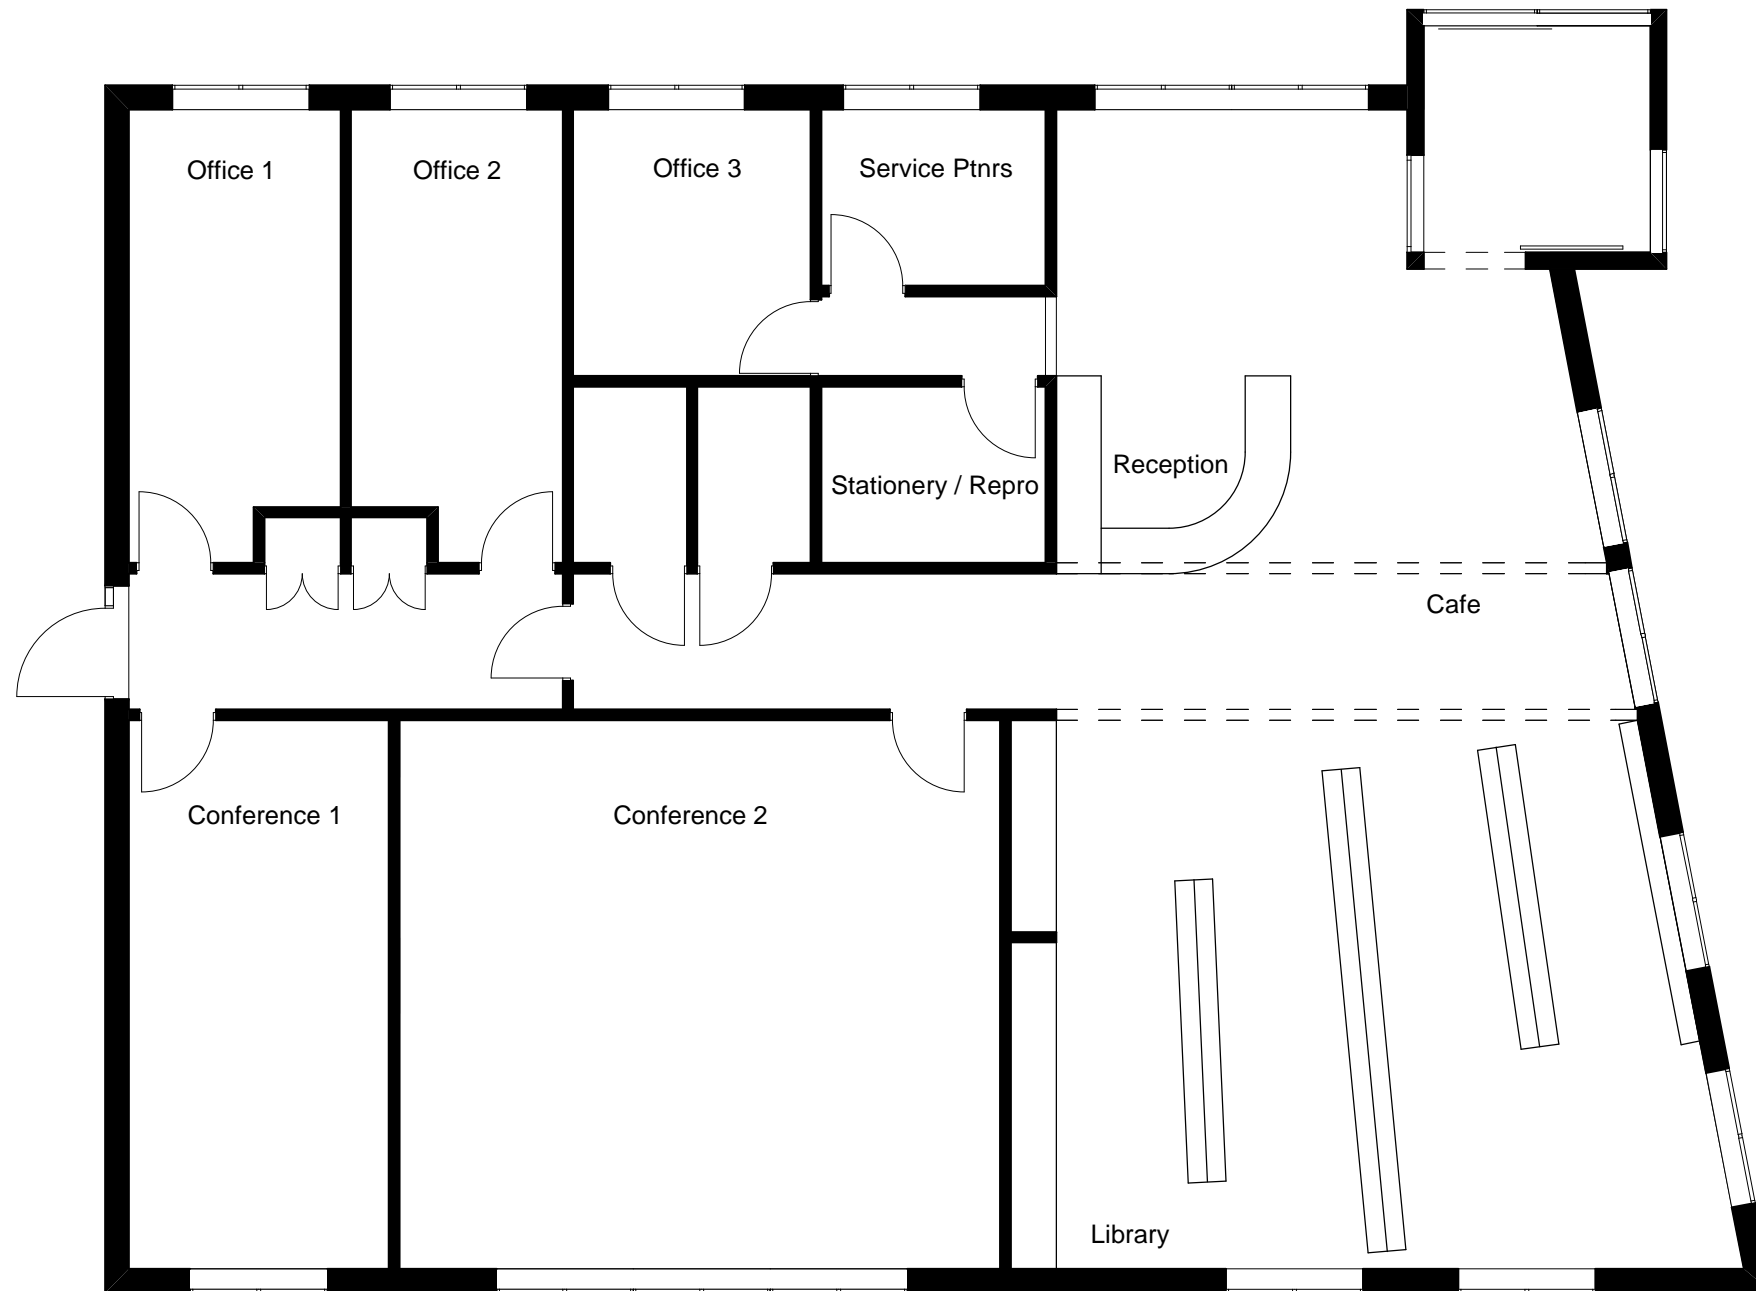 Office 1
Office 2
Office 3
Service Ptnrs
Reception
Stationery / Repro
Cafe
Conference 1
Conference 2
Library